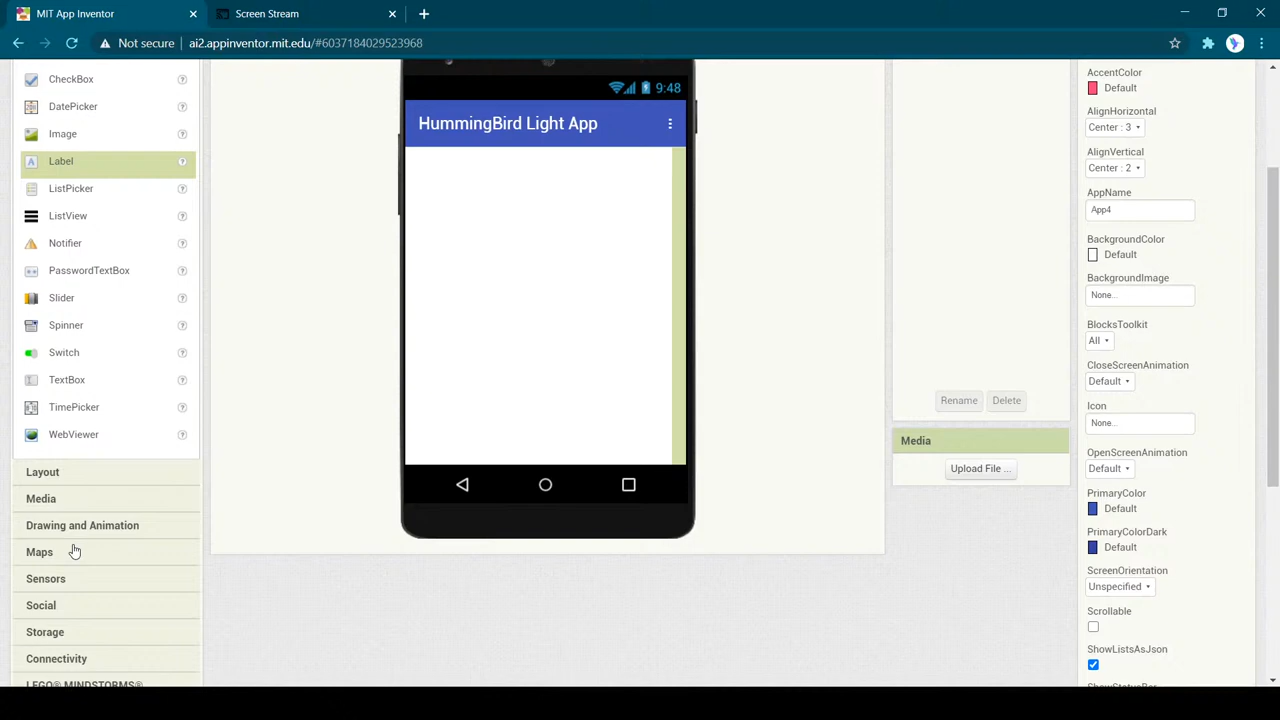 MIT App Inventor
Screen Stream
Not secure
ai2.appinventor.mit.edu/#6037184029523968
CheckBox
DatePicker
Image
Label
ListPicker
ListView
Notifier
PasswordTextBox
Slider
Spinner
Switch
TextBox
TimePicker
WebViewer
Layout
Media
Drawing and Animation
Maps
Sensors
Social
Storage
Connectivity
LEGO® MINDSTORMS®
9:48
HummingBird Light App
Rename
Delete
Media
Upload File ...
AccentColor
Default
AlignHorizontal
Center : 3
AlignVertical
Center : 2
AppName
App4
BackgroundColor
Default
BackgroundImage
None...
BlocksToolkit
All
CloseScreenAnimation
Default
Icon
None...
OpenScreenAnimation
Default
PrimaryColor
Default
PrimaryColorDark
Default
ScreenOrientation
Unspecified
Scrollable
ShowListsAsJson
ShowStatusBar